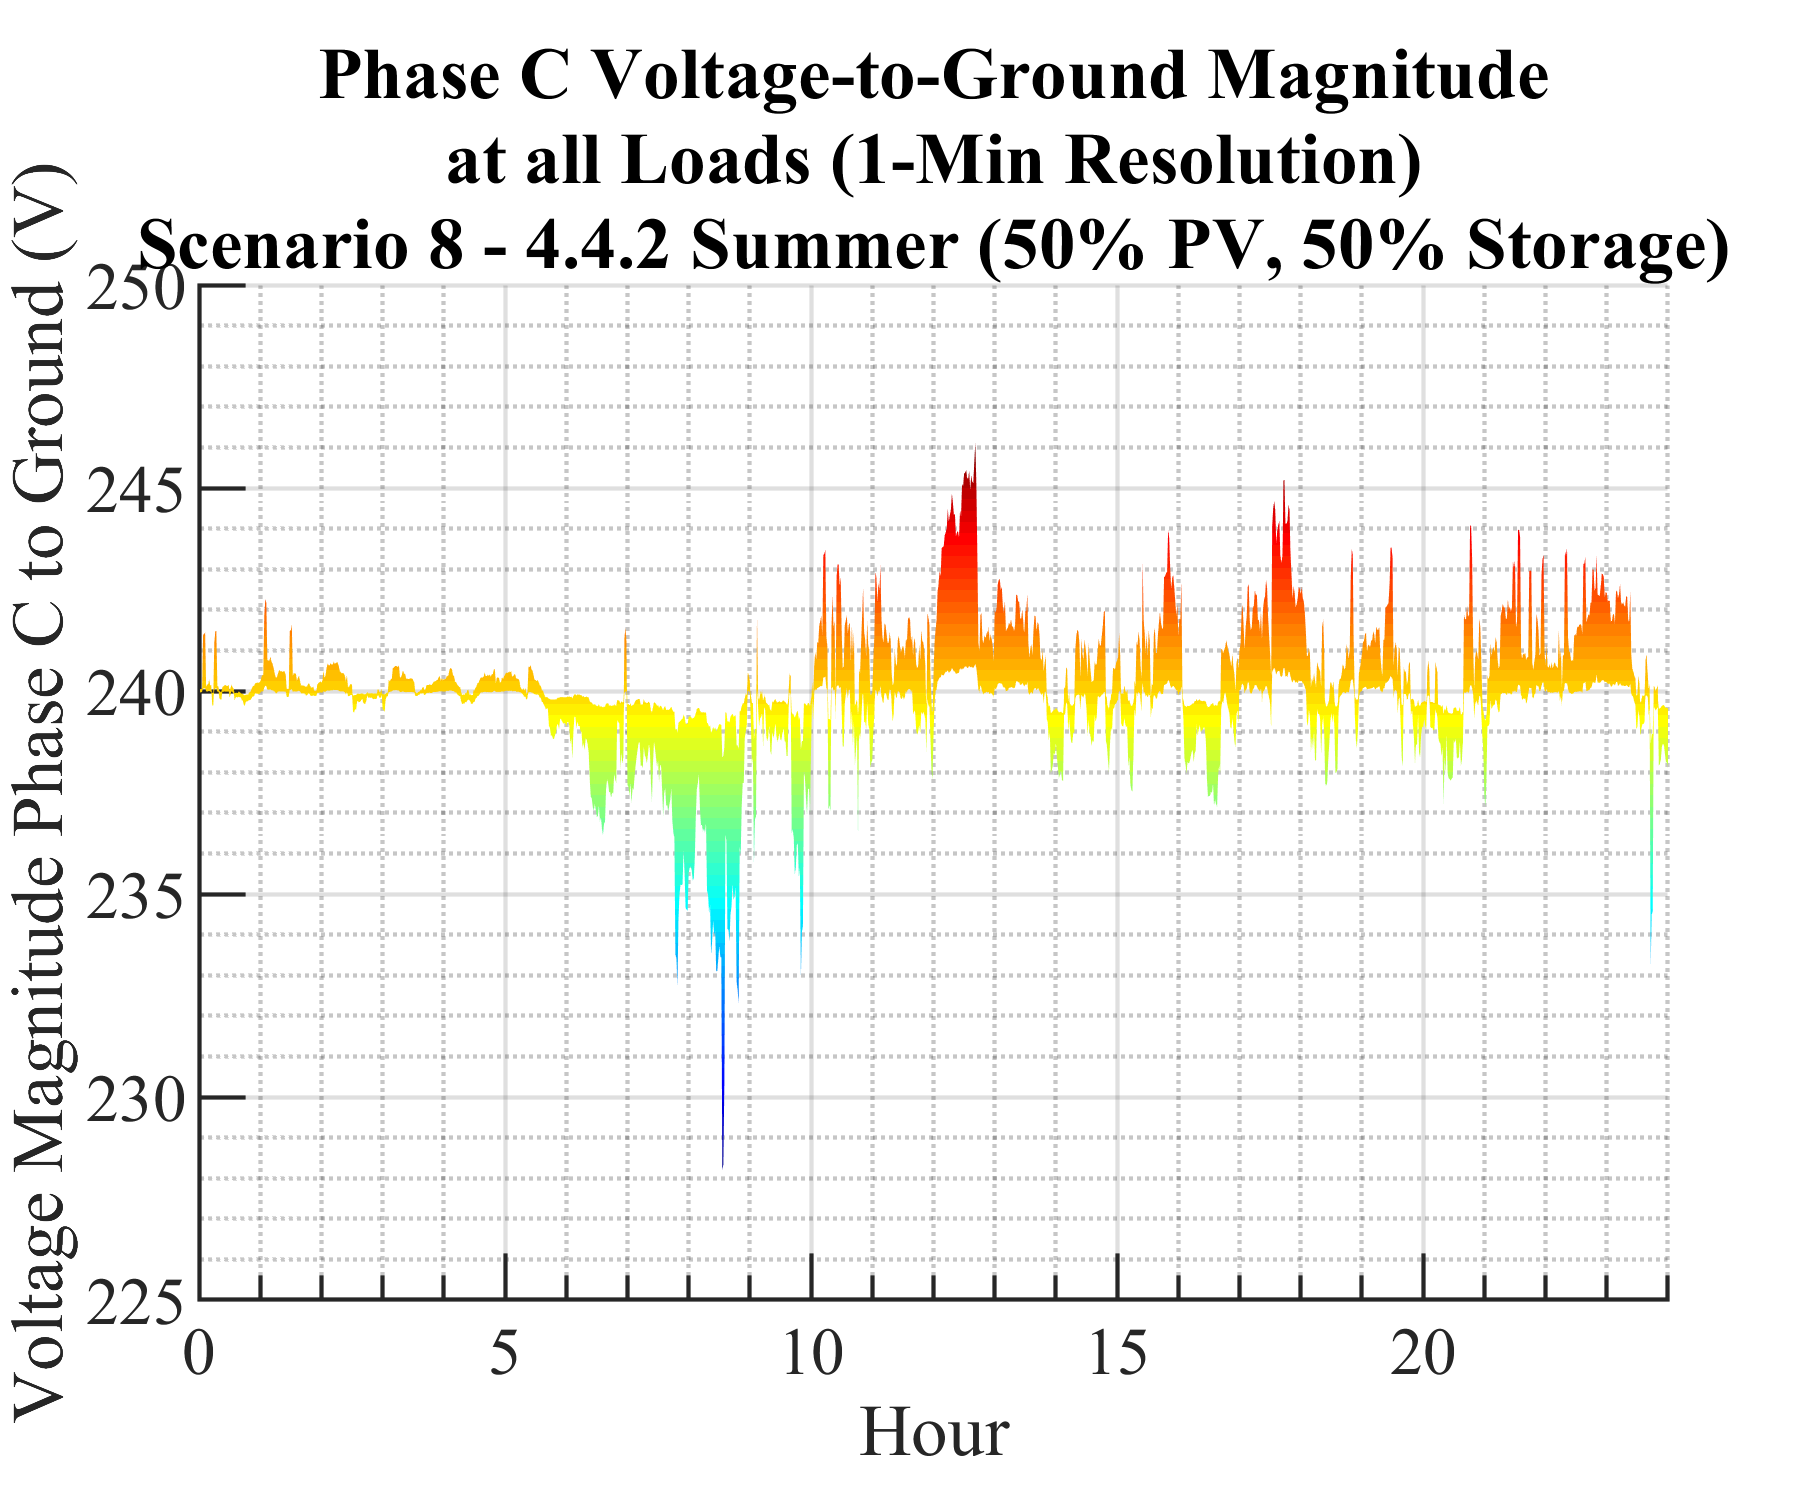 Phase C Voltage-to-Ground Magnitude
at all Loads (1-Min Resolution)
Scenario 8 - 4.4.2 Summer (50% PV, 50% Storage)
Voltage Magnitude Phase C to Ground (V)
250
245
240
235
230
225
0 5 10 15 20
Hour